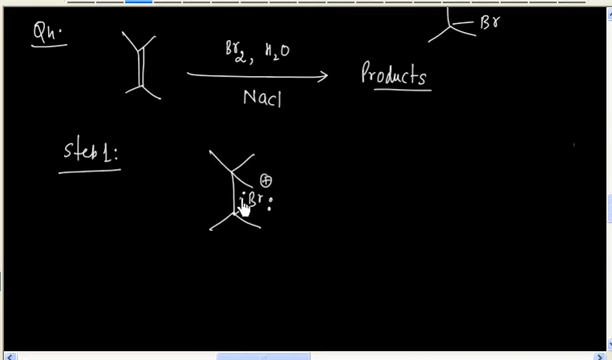 Br
Qn:
Br2, H2O
Nacl
Products
Step 1:
⊕
:Br: